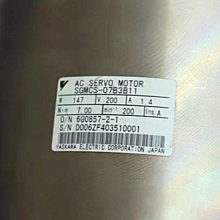 AC SERVO MOTOR
SGMCS-07B3B11
W 147 V 200 A 1.4
N·m 7.00 min⁻¹ 200 Ins. A
O/N 6G0857-2-1
S/N D006ZF403510001
YASKAWA ELECTRIC CORPORATION JAPAN